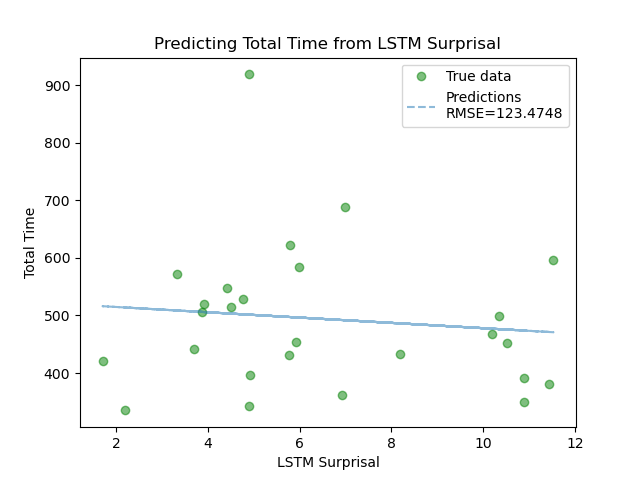 Predicting Total Time from LSTM Surprisal
True data
Predictions
RMSE=123.4748
Total Time
900
800
700
600
500
400
2 4 6 8 10 12
LSTM Surprisal